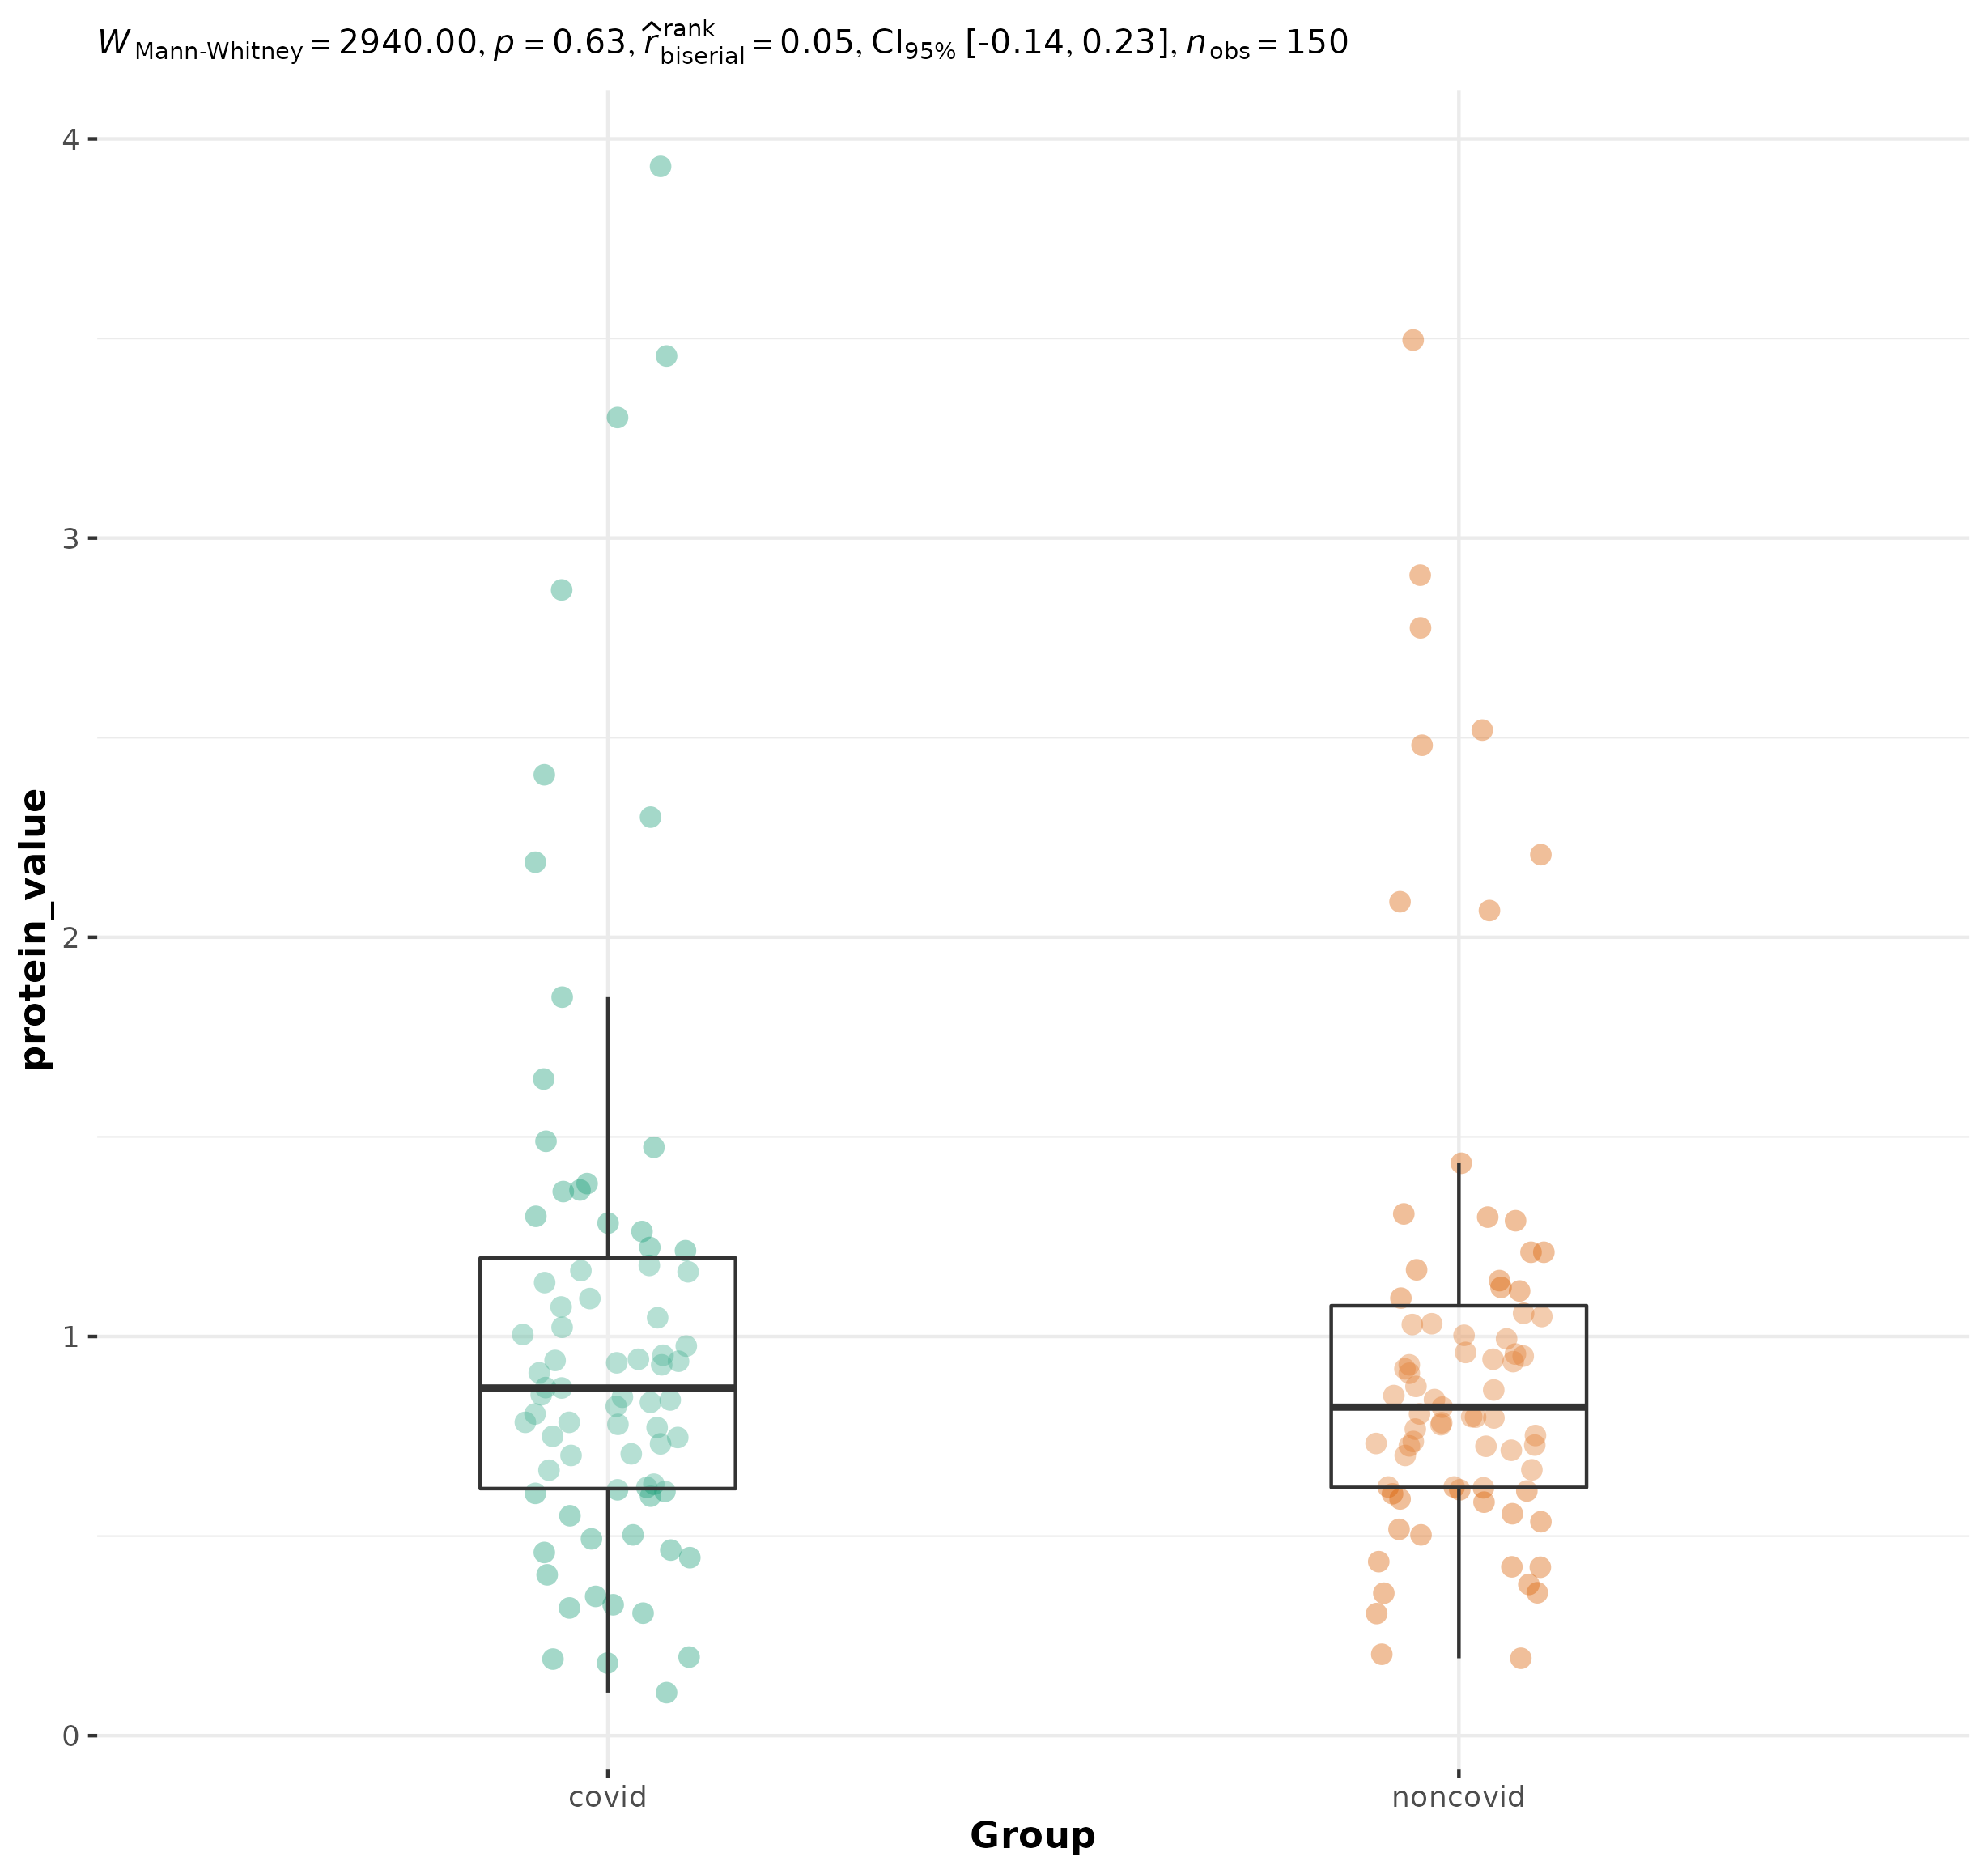 W Mann-Whitney = 2940.00, p = 0.63, r̂ rank biserial = 0.05, CI95% [-0.14, 0.23], n obs = 150
4
3
2
1
0
protein_value
covid noncovid
Group